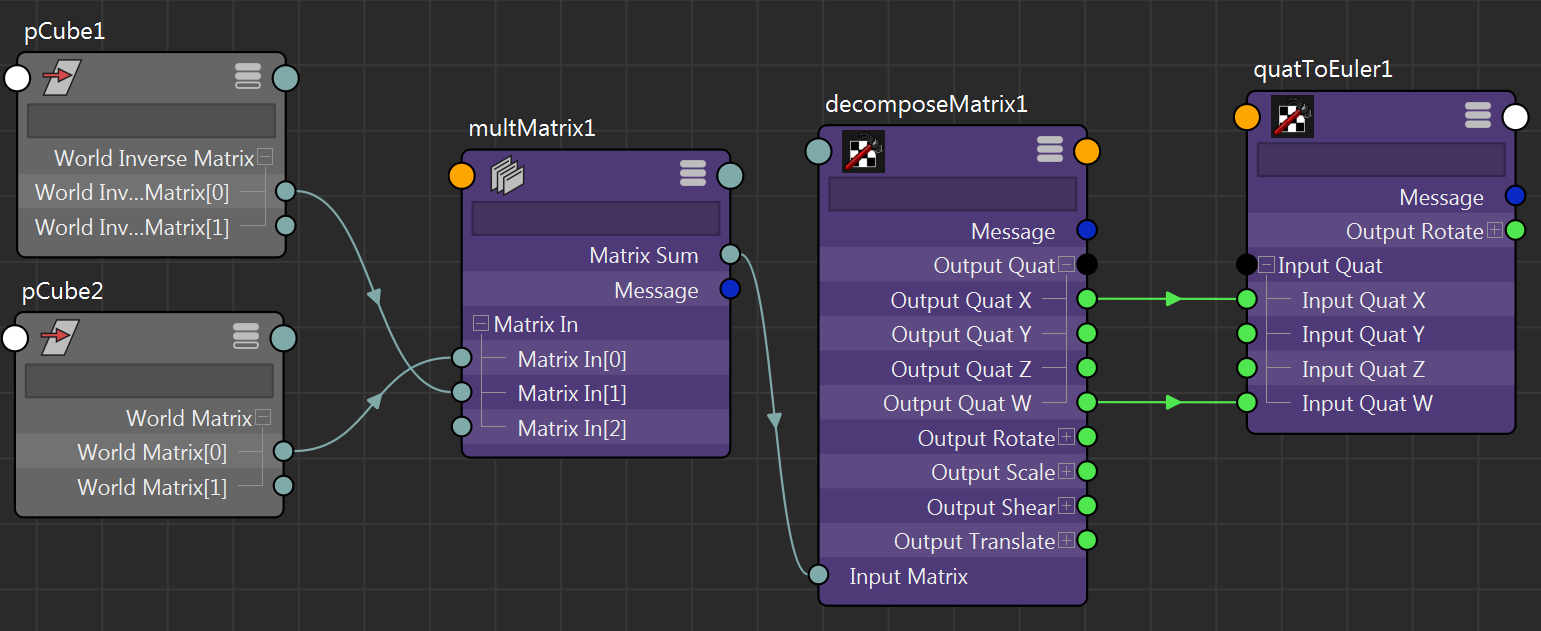 pCube1
World Inverse Matrix
World Inv...Matrix[0]
World Inv...Matrix[1]
pCube2
World Matrix
World Matrix[0]
World Matrix[1]
multMatrix1
Matrix Sum
Message
Matrix In
Matrix In[0]
Matrix In[1]
Matrix In[2]
decomposeMatrix1
Message
Output Quat
Output Quat X
Output Quat Y
Output Quat Z
Output Quat W
Output Rotate
Output Scale
Output Shear
Output Translate
Input Matrix
quatToEuler1
Message
Output Rotate
Input Quat
Input Quat X
Input Quat Y
Input Quat Z
Input Quat W